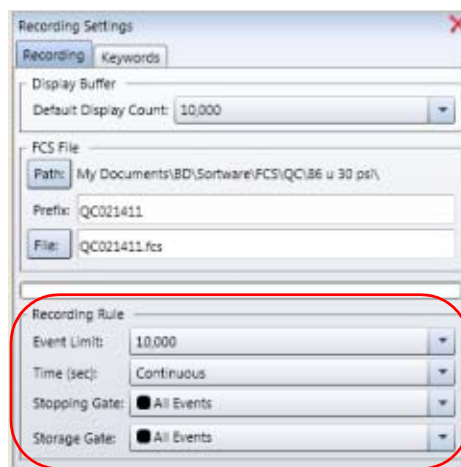 Recording Settings
Recording Keywords
Display Buffer
Default Display Count: 10,000
FCS File
Path: My Documents\BD\Sortware\FCS\QC\86 u 30 psi\
Prefix: QC021411
File: QC021411.fcs
Recording Rule
Event Limit: 10,000
Time (sec): Continuous
Stopping Gate: All Events
Storage Gate: All Events